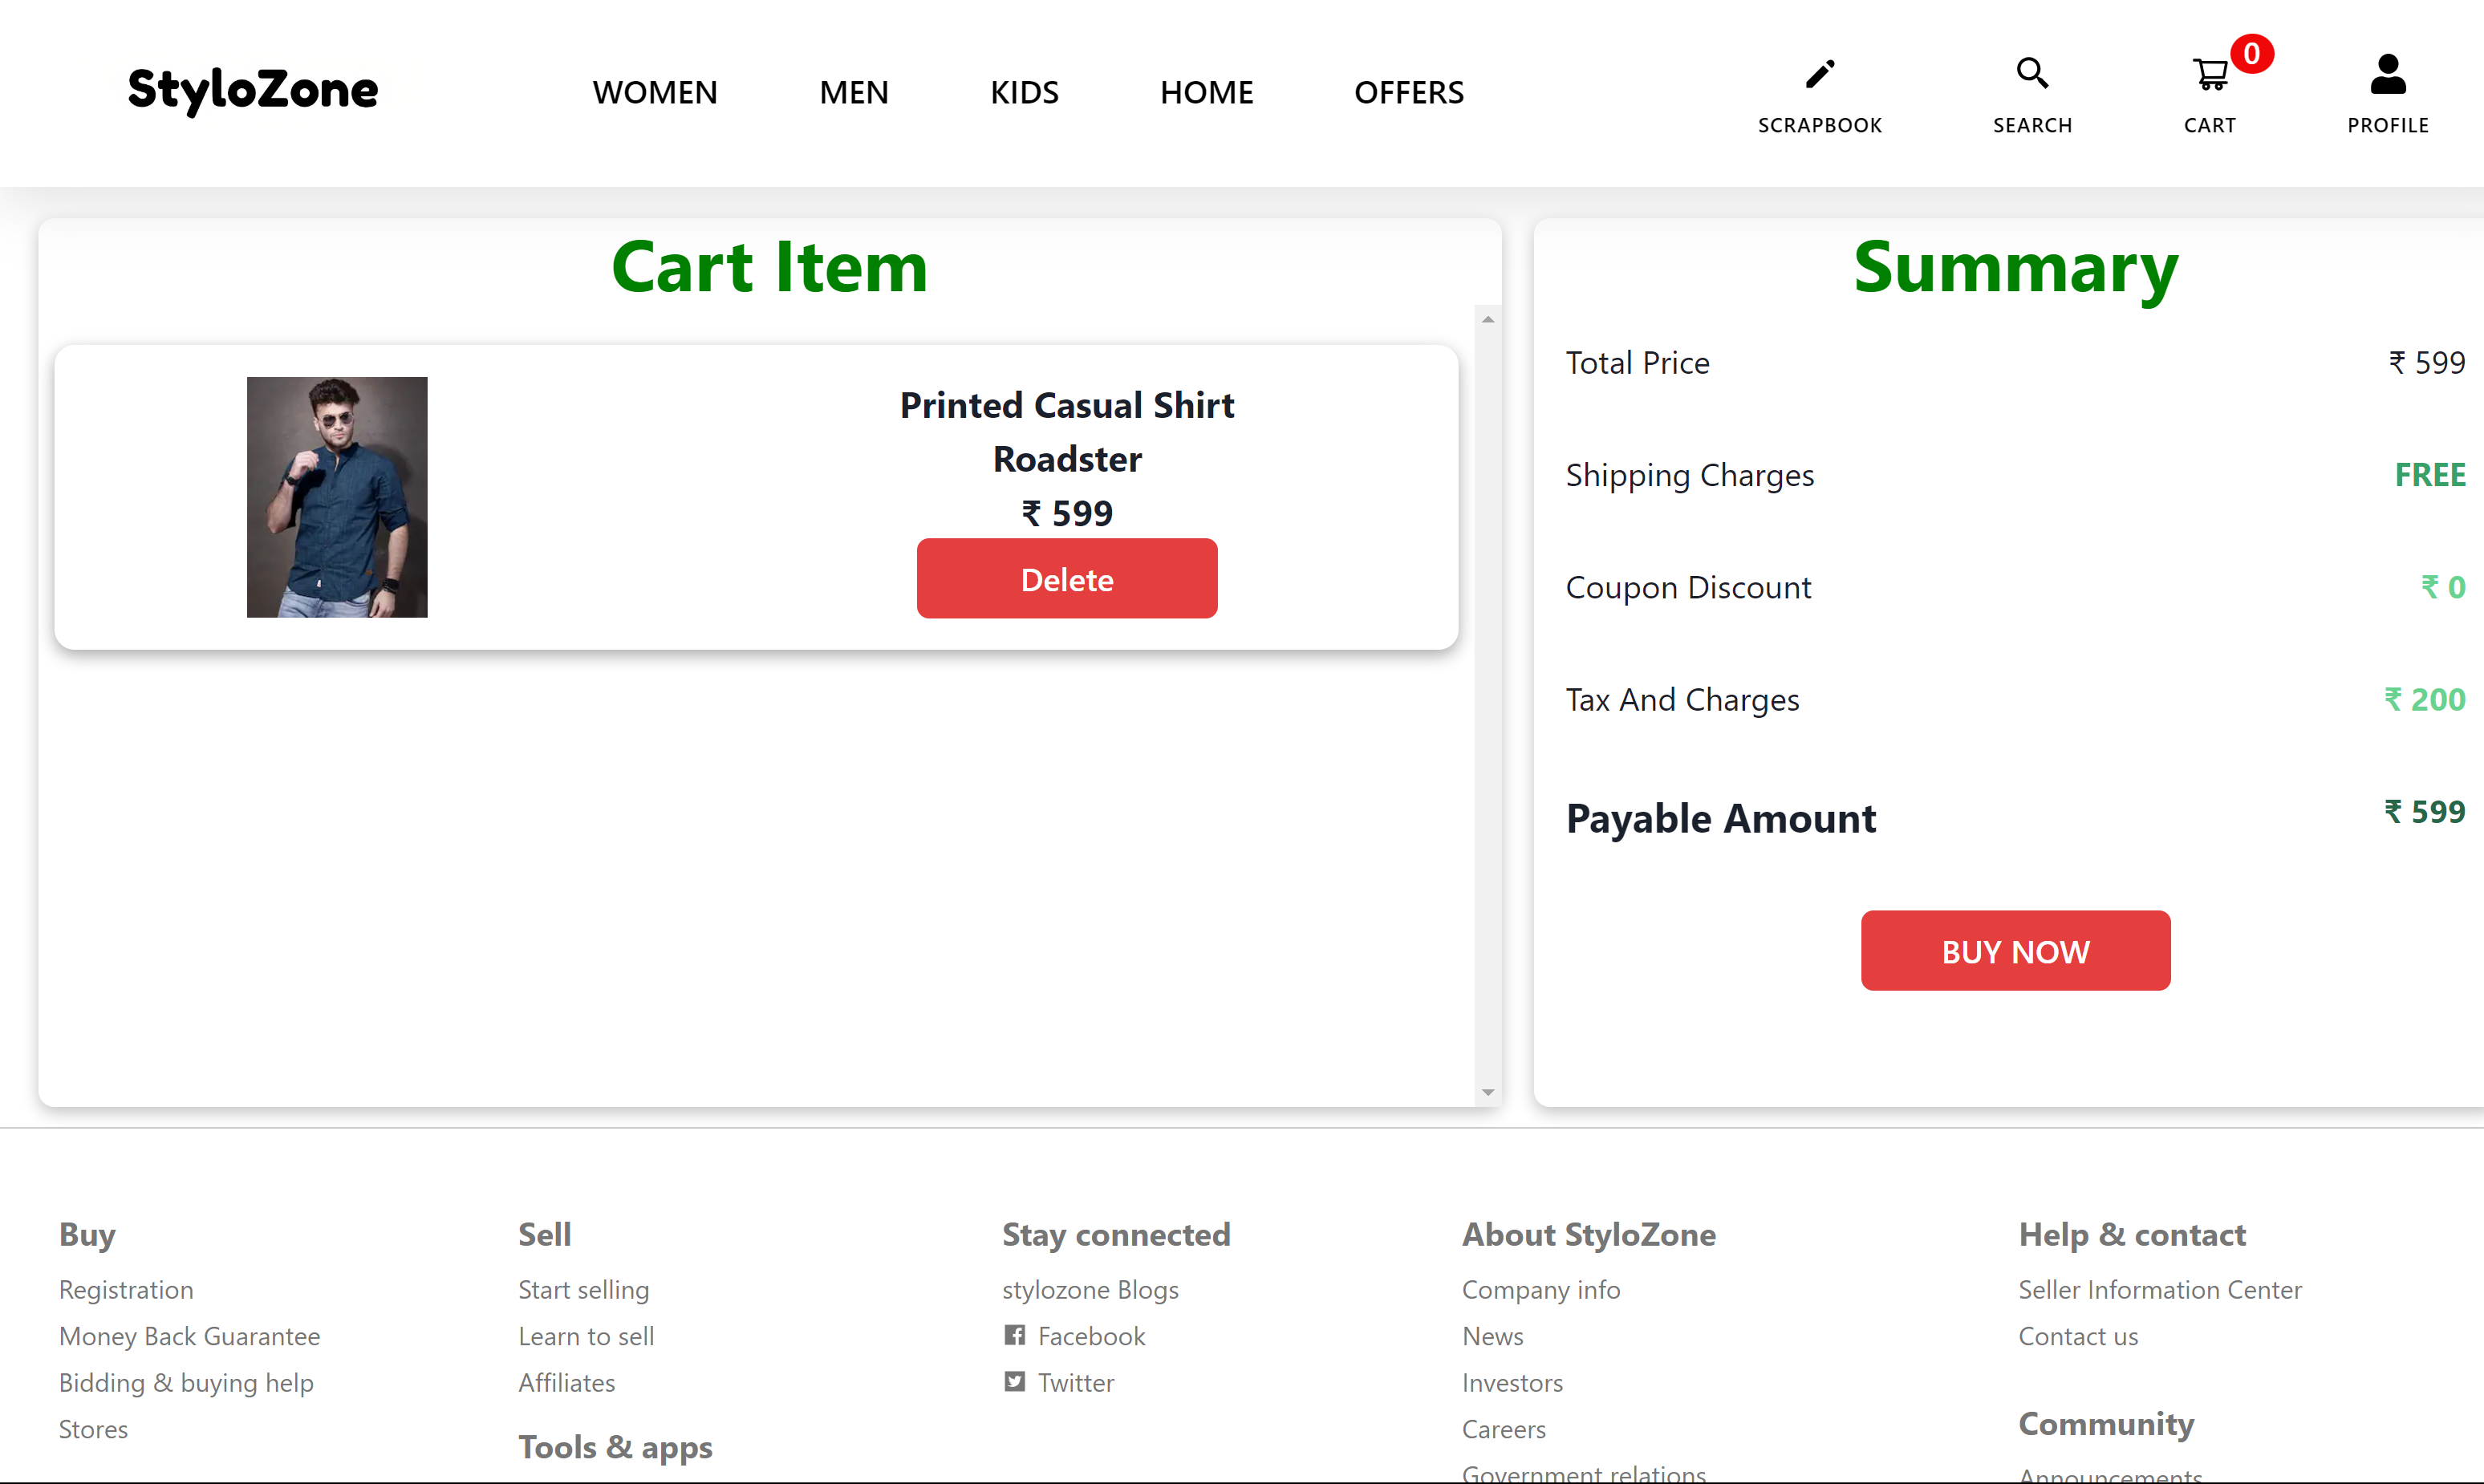 StyloZone
WOMEN
MEN
KIDS
HOME
OFFERS
SCRAPBOOK
SEARCH
0
CART
PROFILE
Cart Item
Printed Casual Shirt
Roadster
₹ 599
Delete
Summary
Total Price ₹ 599
Shipping Charges FREE
Coupon Discount ₹ 0
Tax And Charges ₹ 200
Payable Amount ₹ 599
BUY NOW
Buy
Registration
Money Back Guarantee
Bidding & buying help
Stores
Sell
Start selling
Learn to sell
Affiliates
Tools & apps
Stay connected
stylozone Blogs
Facebook
Twitter
About StyloZone
Company info
News
Investors
Careers
Government relations
Help & contact
Seller Information Center
Contact us
Community
Announcements